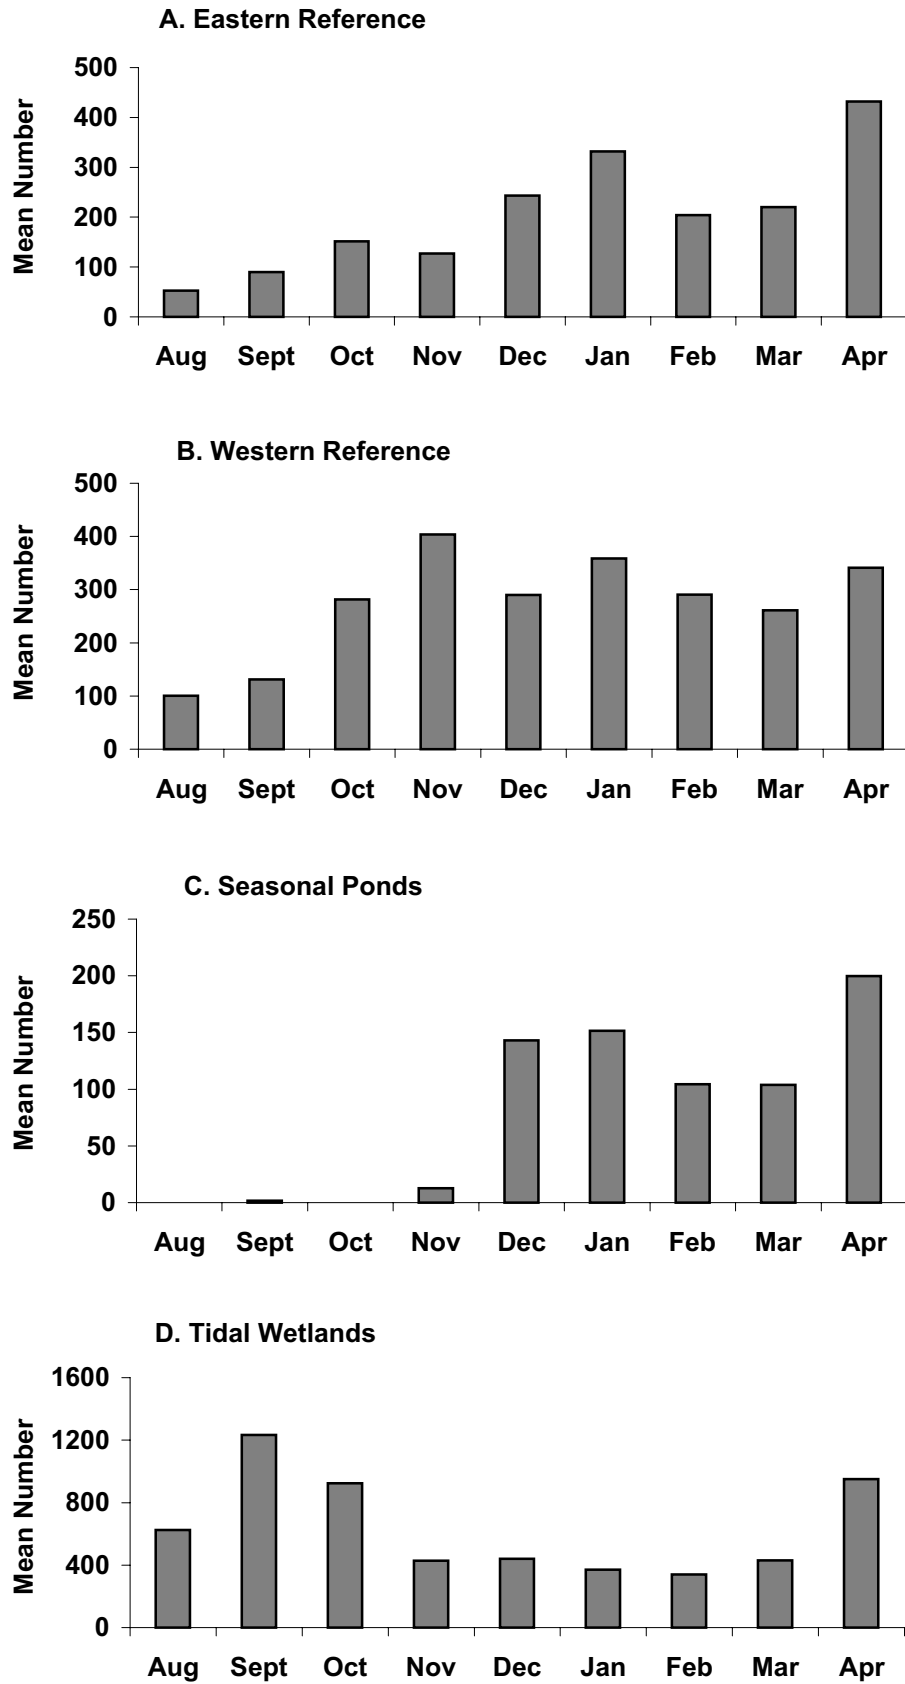 A. Eastern Reference
Mean Number
500
400
300
200
100
0
Aug Sept Oct Nov Dec Jan Feb Mar Apr
B. Western Reference
Mean Number
500
400
300
200
100
0
Aug Sept Oct Nov Dec Jan Feb Mar Apr
C. Seasonal Ponds
Mean Number
250
200
150
100
50
0
Aug Sept Oct Nov Dec Jan Feb Mar Apr
D. Tidal Wetlands
Mean Number
1600
1200
800
400
0
Aug Sept Oct Nov Dec Jan Feb Mar Apr